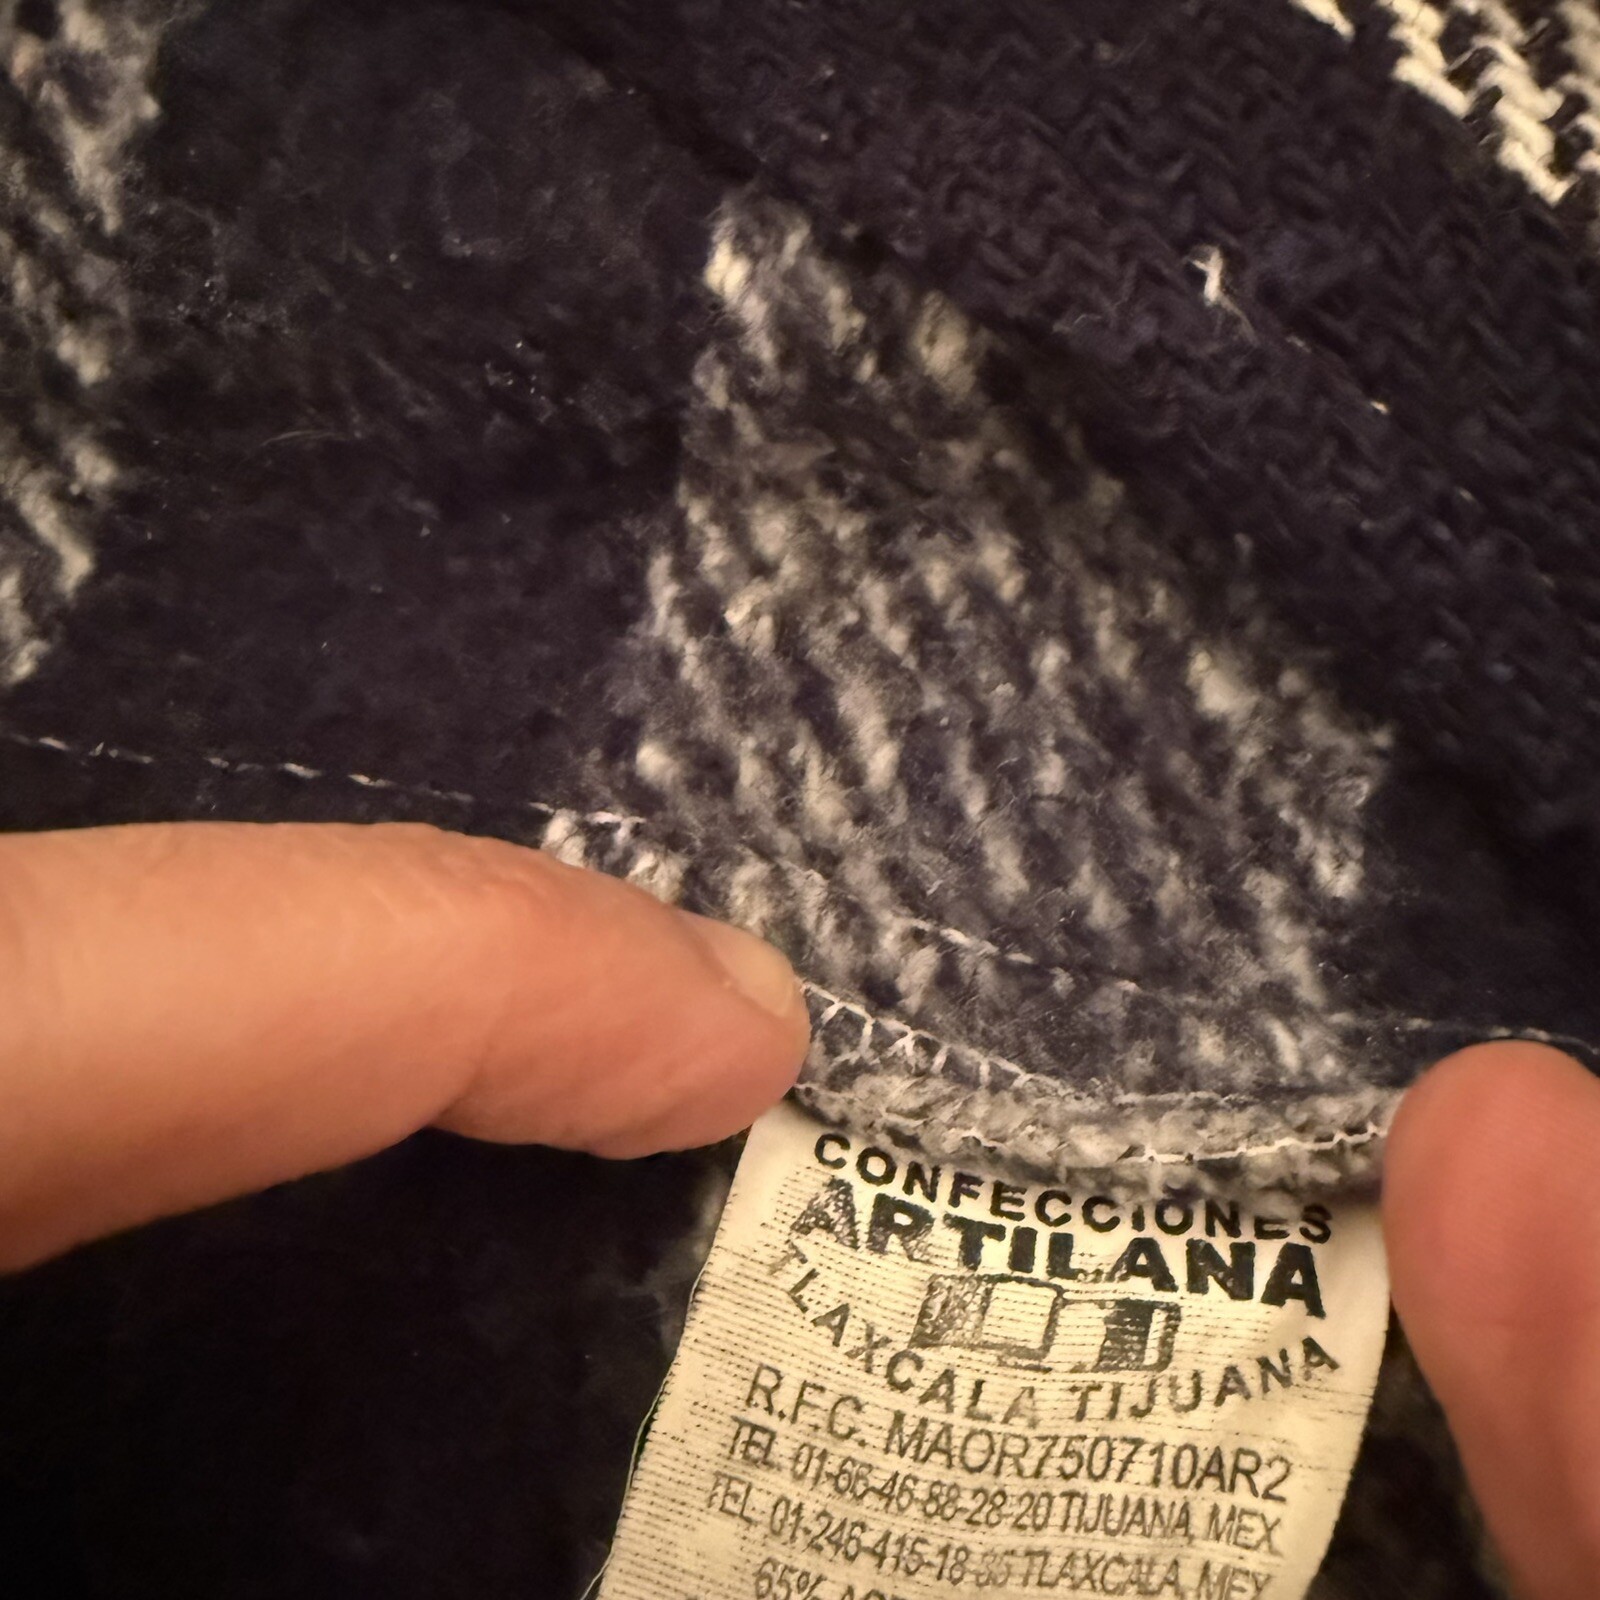 CONFECCIONES
ARTILANA
TLAXCALA TIJUANA
R.F.C. MAOR750710AR2
TEL. 01-66-46-88-28-20 TIJUANA, MEX
TEL. 01-246-415-18-35 TLAXCALA, MEX
65%